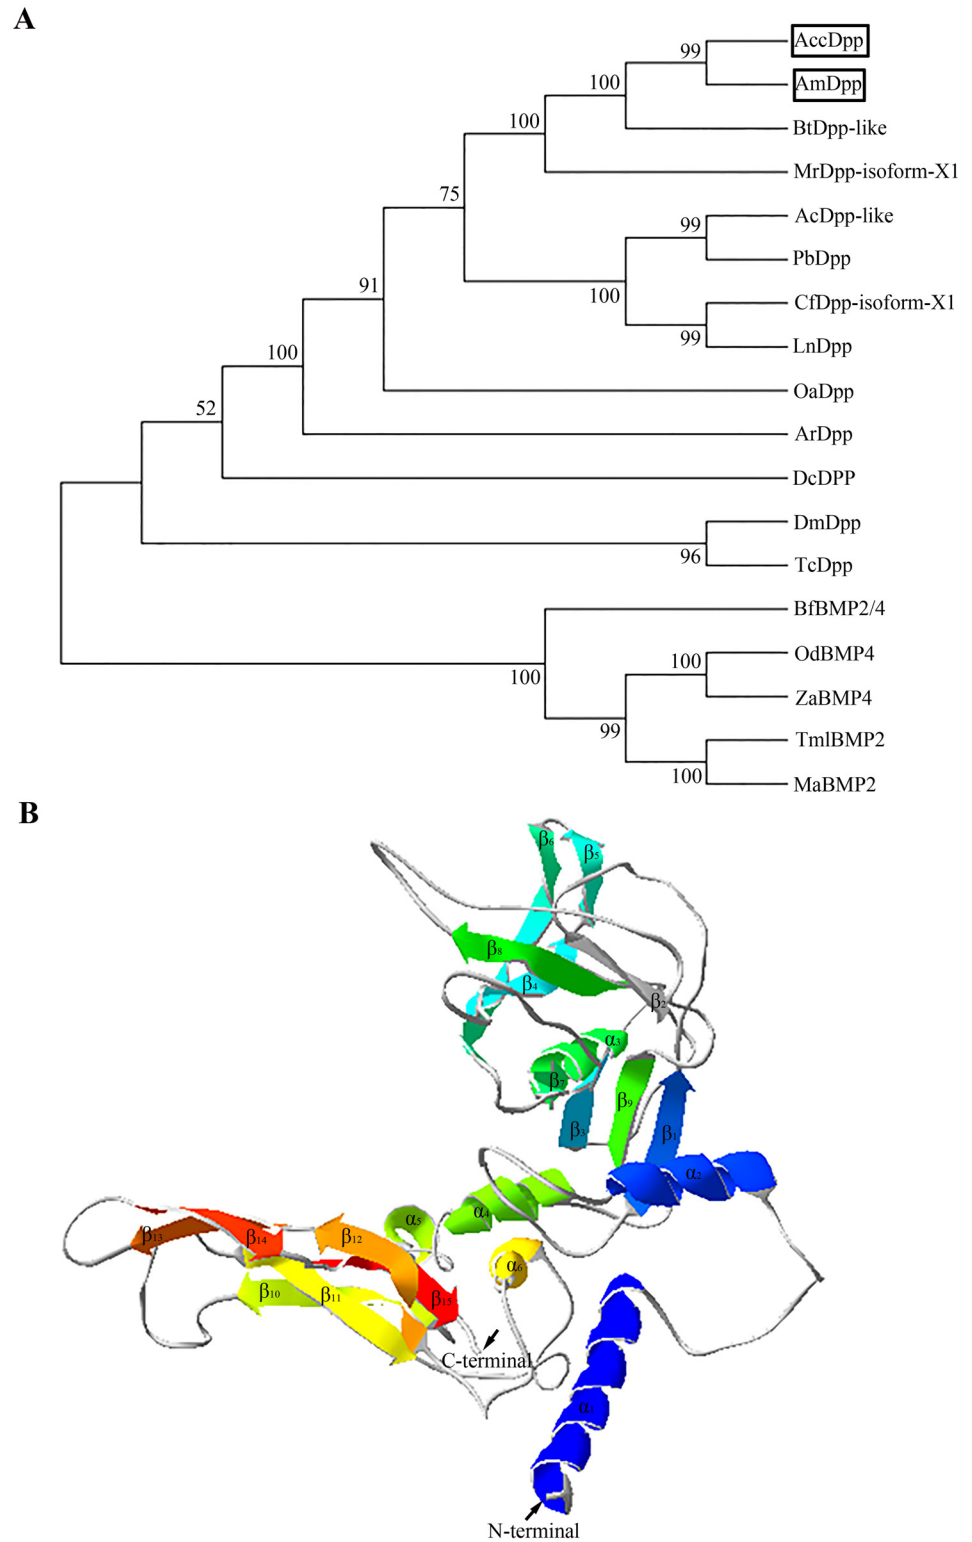 A
AccDpp
99
AmDpp
100
BtDpp-like
100
MrDpp-isoform-X1
75
AcDpp-like
99
PbDpp
100
CfDpp-isoform-X1
99
LnDpp
91
OaDpp
100
ArDpp
52
DcDPP
DmDpp
96
TcDpp
BfBMP2/4
100
OdBMP4
100
ZaBMP4
99
TmlBMP2
100
MaBMP2
B
β6
β5
β8
β4
β2
α3
β7
β9
β3
β1
α2
α4
α5
β13
β14
β12
α6
β10
β11
β15
C-terminal
α1
N-terminal